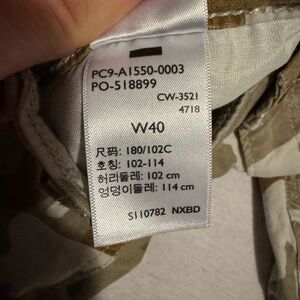 PC9-A1550-0003
PO-518899
CW-3521
4718
W40
尺码: 180/102C
호칭: 102-114
허리둘레: 102 cm
엉덩이둘레: 114 cm
S110782 NXBD